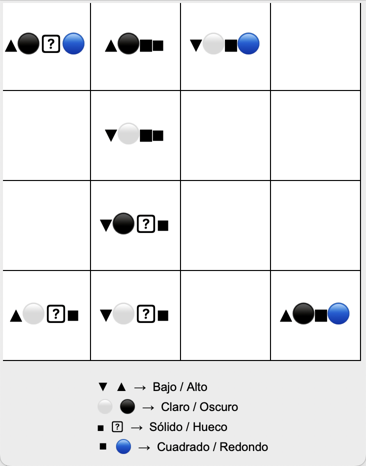 ▲⚫❓🔵 ▲⚫◼◾ ▼⚪◼🔵
▼⚪◼◾
▼⚫❓◾
▲⚪❓◾ ▼⚪❓◾ ▲⚫◼🔵
▼ ▲ → Bajo / Alto
⚪ ⚫ → Claro / Oscuro
◾ ❓ → Sólido / Hueco
◾ 🔵 → Cuadrado / Redondo